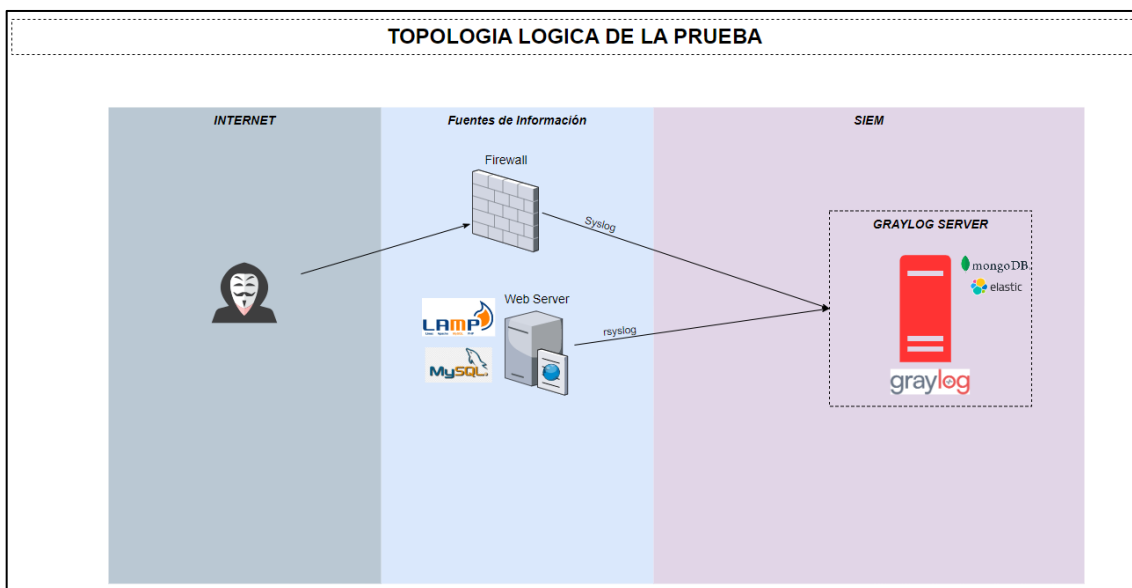 TOPOLOGIA LOGICA DE LA PRUEBA
INTERNET
Fuentes de Información
SIEM
Firewall
Syslog
GRAYLOG SERVER
mongoDB
elastic
LAMP
Web Server
rsyslog
MySQL
graylog